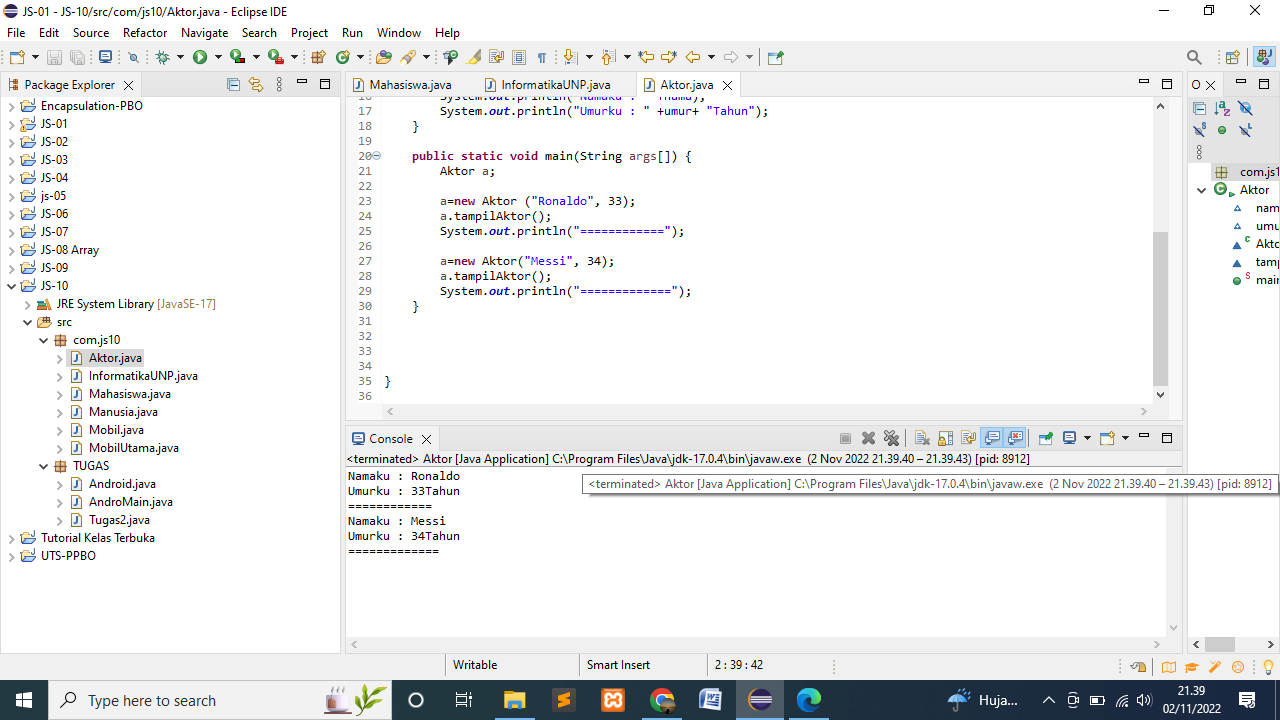 JS-01 - JS-10/src/com/js10/Aktor.java - Eclipse IDE
File Edit Source Refactor Navigate Search Project Run Window Help
Package Explorer
Encapsulation-PBO
JS-01
JS-02
JS-03
JS-04
js-05
JS-06
JS-07
JS-08 Array
JS-09
JS-10
JRE System Library [JavaSE-17]
src
com.js10
Aktor.java
InformatikaUNP.java
Mahasiswa.java
Manusia.java
Mobil.java
MobilUtama.java
TUGAS
Android.java
AndroMain.java
Tugas2.java
Tutorial Kelas Terbuka
UTS-PPBO
Mahasiswa.java InformatikaUNP.java Aktor.java
17 System.out.println("Umurku : " +umur+ "Tahun");
18 }
19
20 public static void main(String args[]) {
21 Aktor a;
22
23 a=new Aktor ("Ronaldo", 33);
24 a.tampilAktor();
25 System.out.println("============");
26
27 a=new Aktor("Messi", 34);
28 a.tampilAktor();
29 System.out.println("=============");
30 }
31
32
33
34
35 }
36
Console
<terminated> Aktor [Java Application] C:\Program Files\Java\jdk-17.0.4\bin\javaw.exe (2 Nov 2022 21.39.40 – 21.39.43) [pid: 8912]
Namaku : Ronaldo
Umurku : 33Tahun
============
Namaku : Messi
Umurku : 34Tahun
=============
<terminated> Aktor [Java Application] C:\Program Files\Java\jdk-17.0.4\bin\javaw.exe (2 Nov 2022 21.39.40 – 21.39.43) [pid: 8912]
O
com.js1
Aktor
nam
umu
Akto
tamp
main
Writable Smart Insert 2 : 39 : 42
Type here to search
Huja...
21.39
02/11/2022